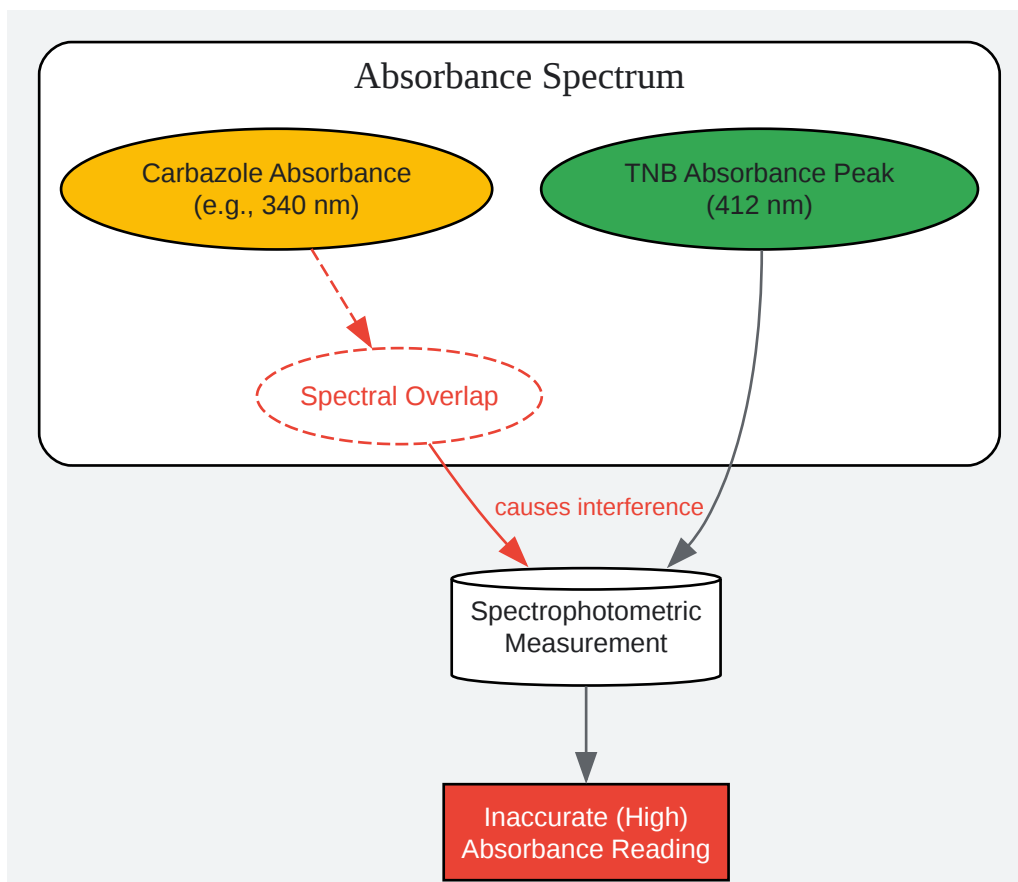 Absorbance Spectrum
Carbazole Absorbance
(e.g., 340 nm)
TNB Absorbance Peak
(412 nm)
Spectral Overlap
causes interference
Spectrophotometric
Measurement
Inaccurate (High)
Absorbance Reading